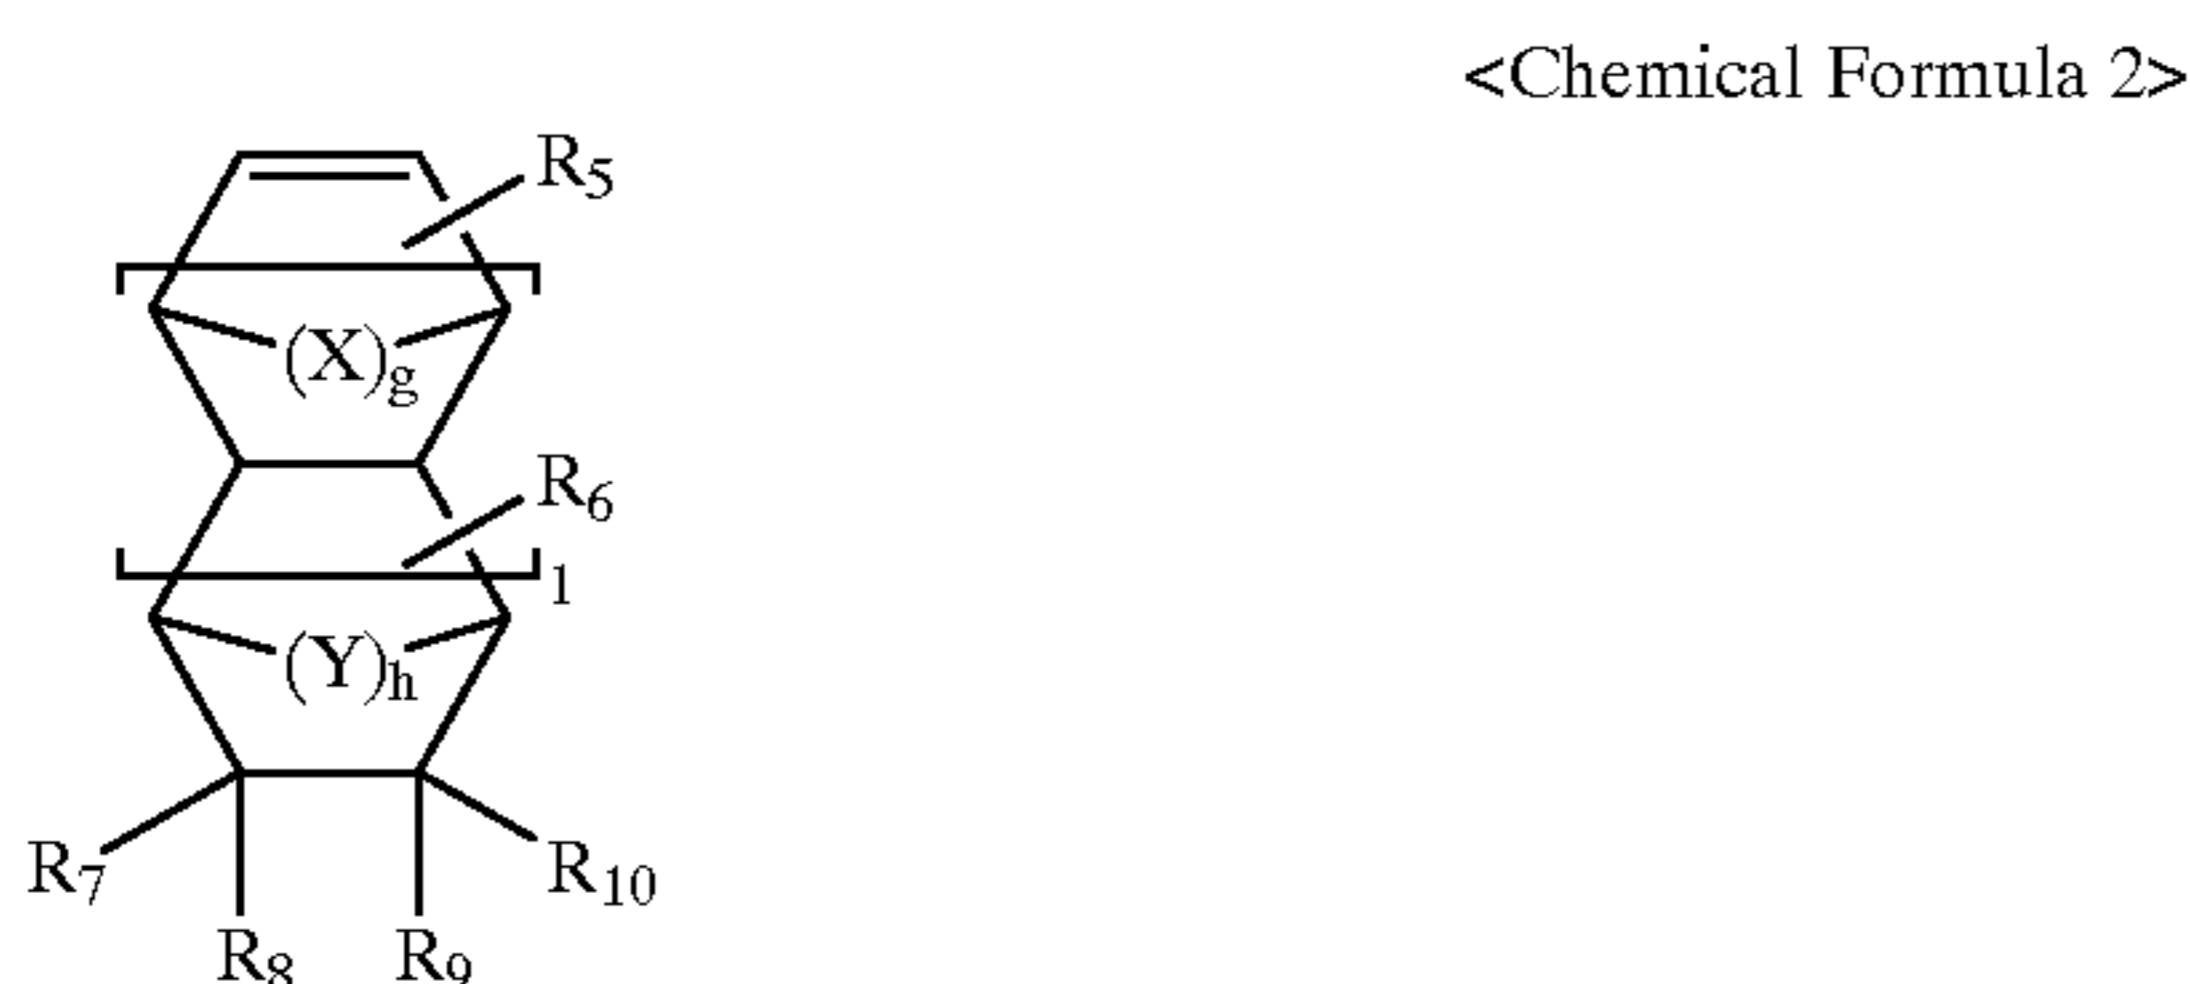 <Chemical Formula 2>
R5
(X)g
R6
1
(Y)h
R7
R10
R8 R9